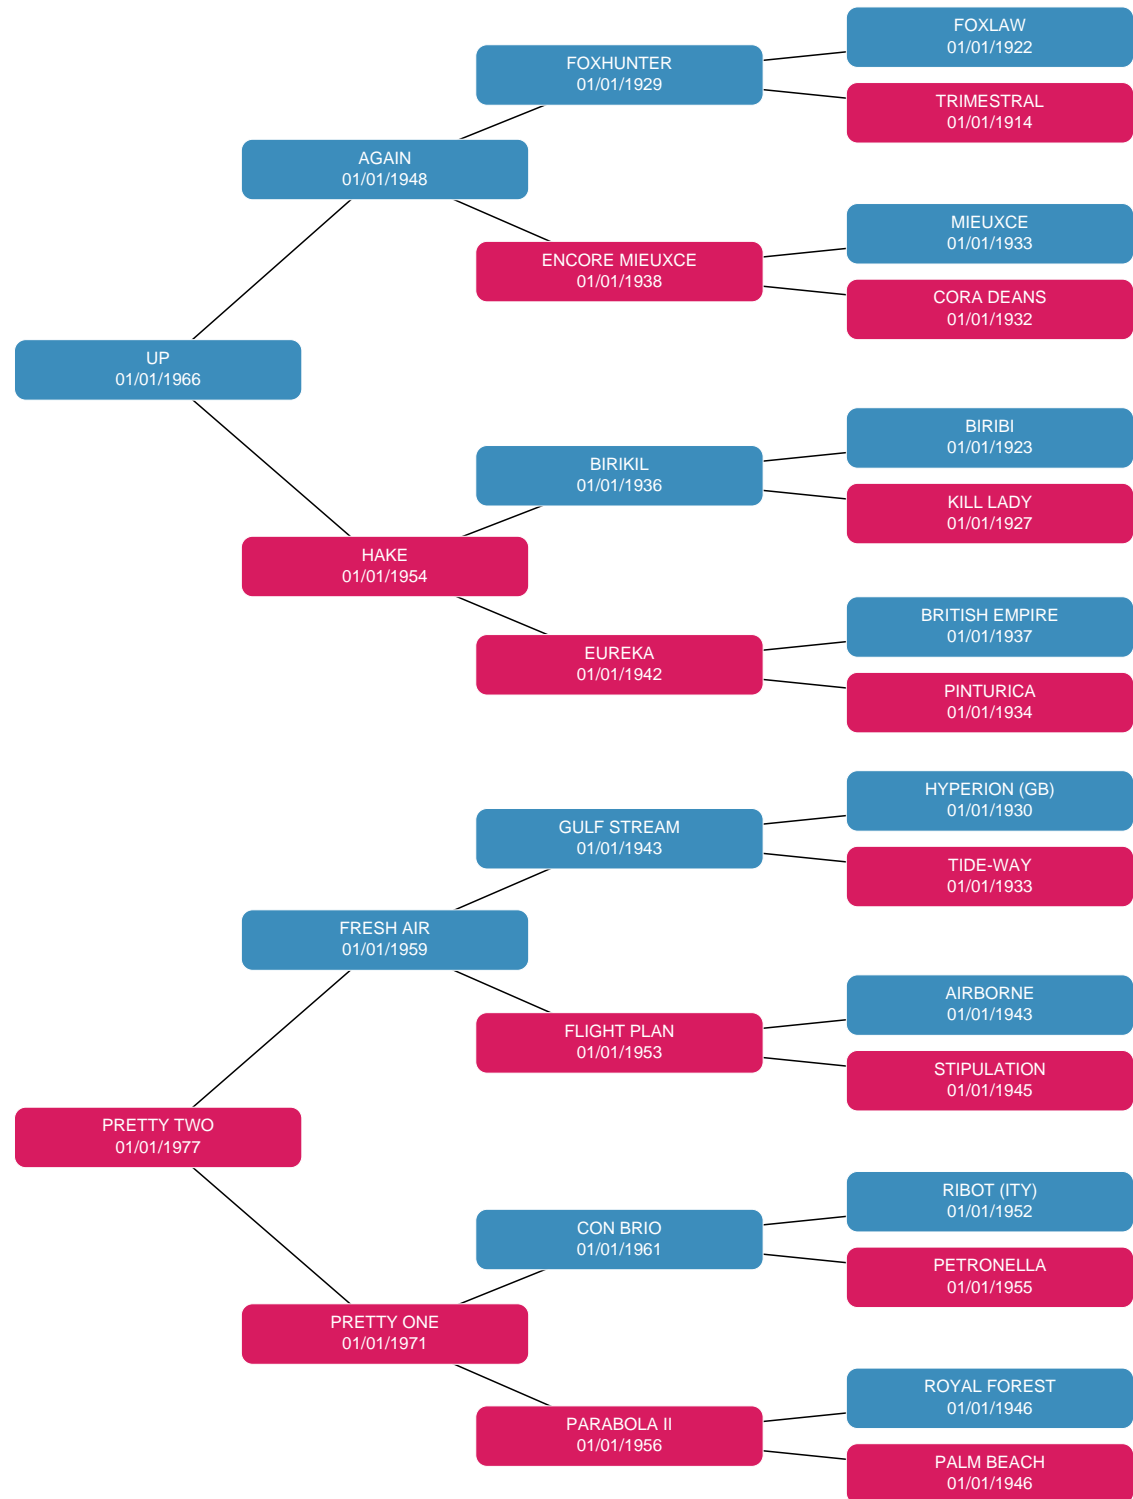 FOXLAW
01/01/1922
FOXHUNTER
01/01/1929
TRIMESTRAL
01/01/1914
AGAIN
01/01/1948
MIEUXCE
01/01/1933
ENCORE MIEUXCE
01/01/1938
CORA DEANS
01/01/1932
UP
01/01/1966
BIRIBI
01/01/1923
BIRIKIL
01/01/1936
KILL LADY
01/01/1927
HAKE
01/01/1954
BRITISH EMPIRE
01/01/1937
EUREKA
01/01/1942
PINTURICA
01/01/1934
HYPERION (GB)
01/01/1930
GULF STREAM
01/01/1943
TIDE-WAY
01/01/1933
FRESH AIR
01/01/1959
AIRBORNE
01/01/1943
FLIGHT PLAN
01/01/1953
STIPULATION
01/01/1945
PRETTY TWO
01/01/1977
RIBOT (ITY)
01/01/1952
CON BRIO
01/01/1961
PETRONELLA
01/01/1955
PRETTY ONE
01/01/1971
ROYAL FOREST
01/01/1946
PARABOLA II
01/01/1956
PALM BEACH
01/01/1946